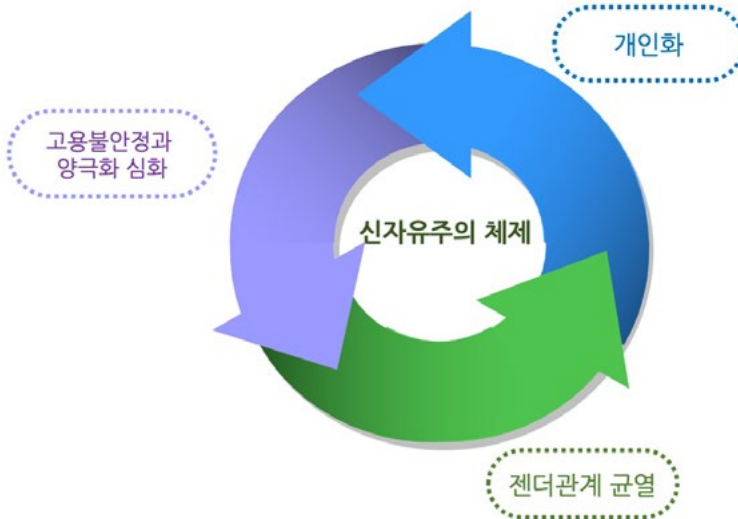 개인화
고용불안정과
양극화 심화
신자유주의 체제
젠더관계 균열